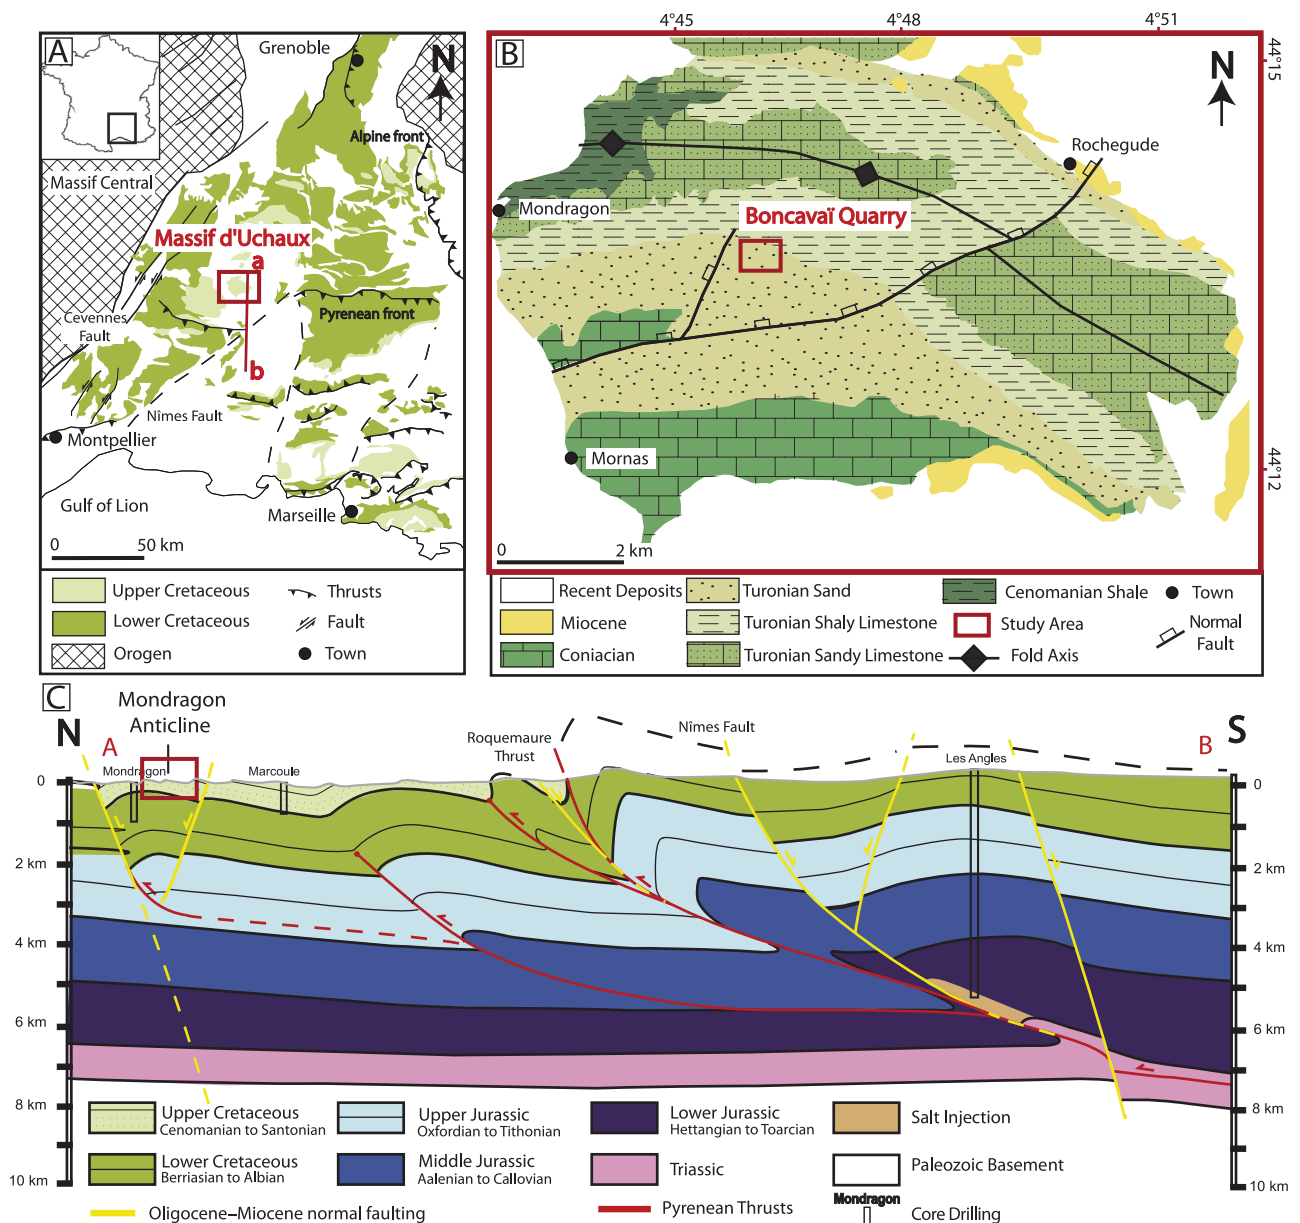 A
Grenoble
N
Alpine front
Massif Central
Massif d'Uchaux
a
Pyrenean front
Cevennes
Fault
b
Nîmes Fault
Montpellier
Gulf of Lion
Marseille
0 50 km
Upper Cretaceous
Thrusts
Lower Cretaceous
Fault
Orogen
Town
4°45 4°48 4°51
B
N
44°15
Rochegude
Mondragon
Boncavaï Quarry
Mornas
44°12
0 2 km
Recent Deposits
Turonian Sand
Cenomanian Shale
Town
Miocene
Turonian Shaly Limestone
Study Area
Normal
Fault
Coniacian
Turonian Sandy Limestone
Fold Axis
C
Mondragon
Anticline
N
A
Mondragon
Marcoule
Roquemaure
Thrust
Nîmes Fault
Les Angles
B
S
0
2 km
4 km
6 km
8 km
10 km
0
2 km
4 km
6 km
8 km
10 km
Upper Cretaceous
Cenomanian to Santonian
Upper Jurassic
Oxfordian to Tithonian
Lower Jurassic
Hettangian to Toarcian
Salt Injection
Lower Cretaceous
Berriasian to Albian
Middle Jurassic
Aalenian to Callovian
Triassic
Paleozoic Basement
Oligocene–Miocene normal faulting
Pyrenean Thrusts
Mondragon
Core Drilling